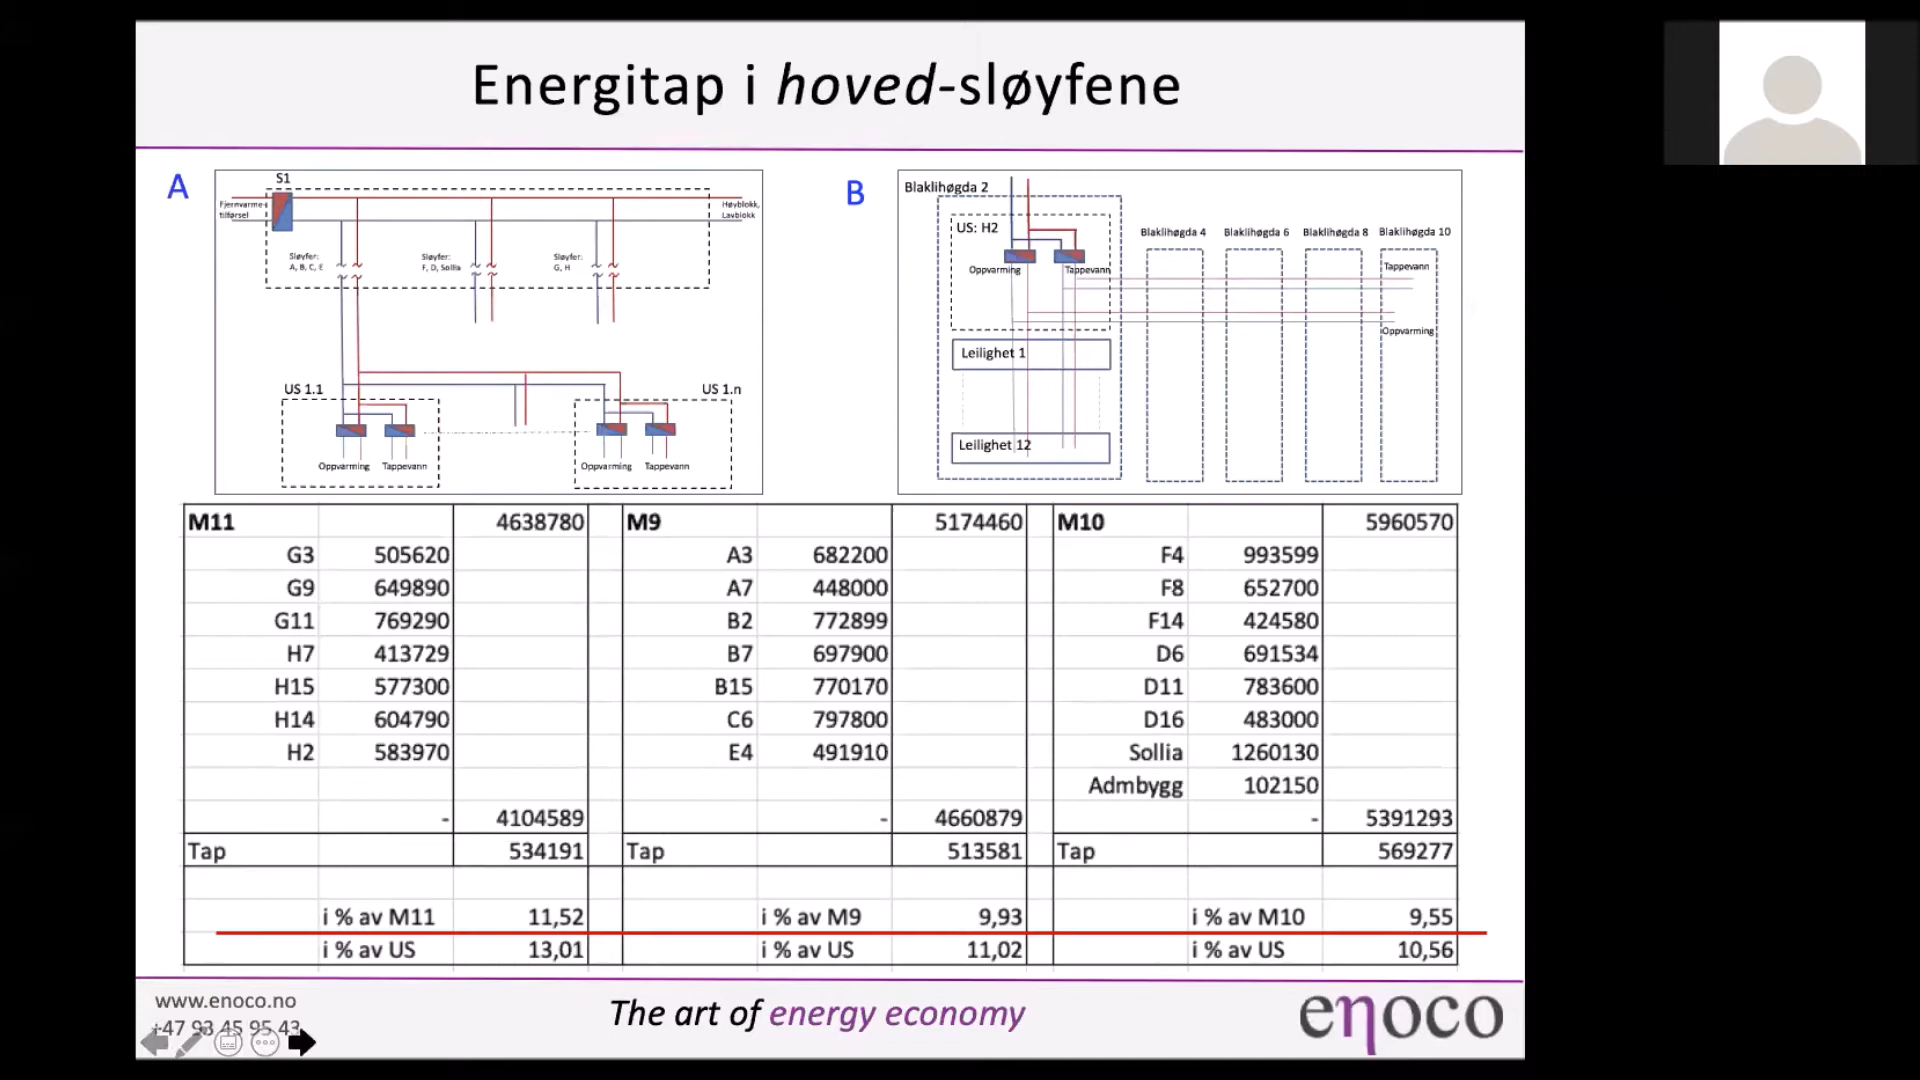 Energitap i hoved-sløyfene
A
S1
Fjernvarme-
tilførsel
Høyblokk,
Lavblokk
Sløyfer:
A, B, C, E
Sløyfer:
F, D, Sollia
Sløyfer:
G, H
US 1.1
US 1.n
Oppvarming Tappevann
Oppvarming Tappevann
B
Blaklihøgda 2
US: H2
Blaklihøgda 4 Blaklihøgda 6 Blaklihøgda 8 Blaklihøgda 10
Oppvarming Tappevann
Tappevann
Oppvarming
Leilighet 1
Leilighet 12
M11 4638780 M9 5174460 M10 5960570
G3 505620 A3 682200 F4 993599
G9 649890 A7 448000 F8 652700
G11 769290 B2 772899 F14 424580
H7 413729 B7 697900 D6 691534
H15 577300 B15 770170 D11 783600
H14 604790 C6 797800 D16 483000
H2 583970 E4 491910 Sollia 1260130
Admbygg 102150
- 4104589 - 4660879 - 5391293
Tap 534191 Tap 513581 Tap 569277
i % av M11 11,52 i % av M9 9,93 i % av M10 9,55
i % av US 13,01 i % av US 11,02 i % av US 10,56
www.enoco.no
+47 93 45 95 43
The art of energy economy
enoco